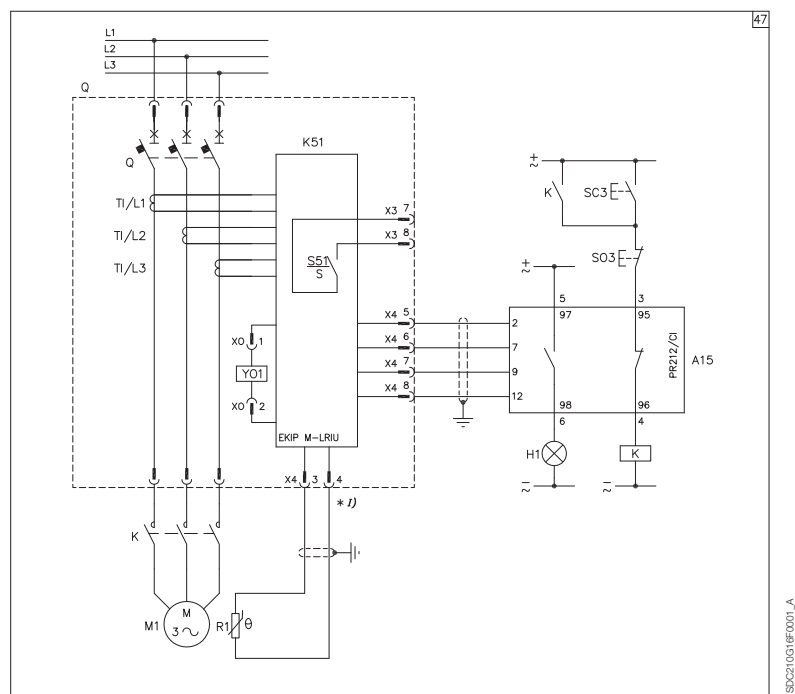 47
L1
L2
L3
Q
Q
K51
TI/L1
TI/L2
TI/L3
S51
S
X3 7
X3 8
X4 5
X4 6
X4 7
X4 8
XO 1
YO1
XO 2
EKIP M-LRIU
X4 3 4
* I)
K
M
3
M1
R1 θ
+
~
K
SC3
SO3
+
~
5 3
97 95
2
7
9
12
PR212/CI
A15
98 96
6 4
H1
K
–
~
–
~
SDC210G16F0001_A